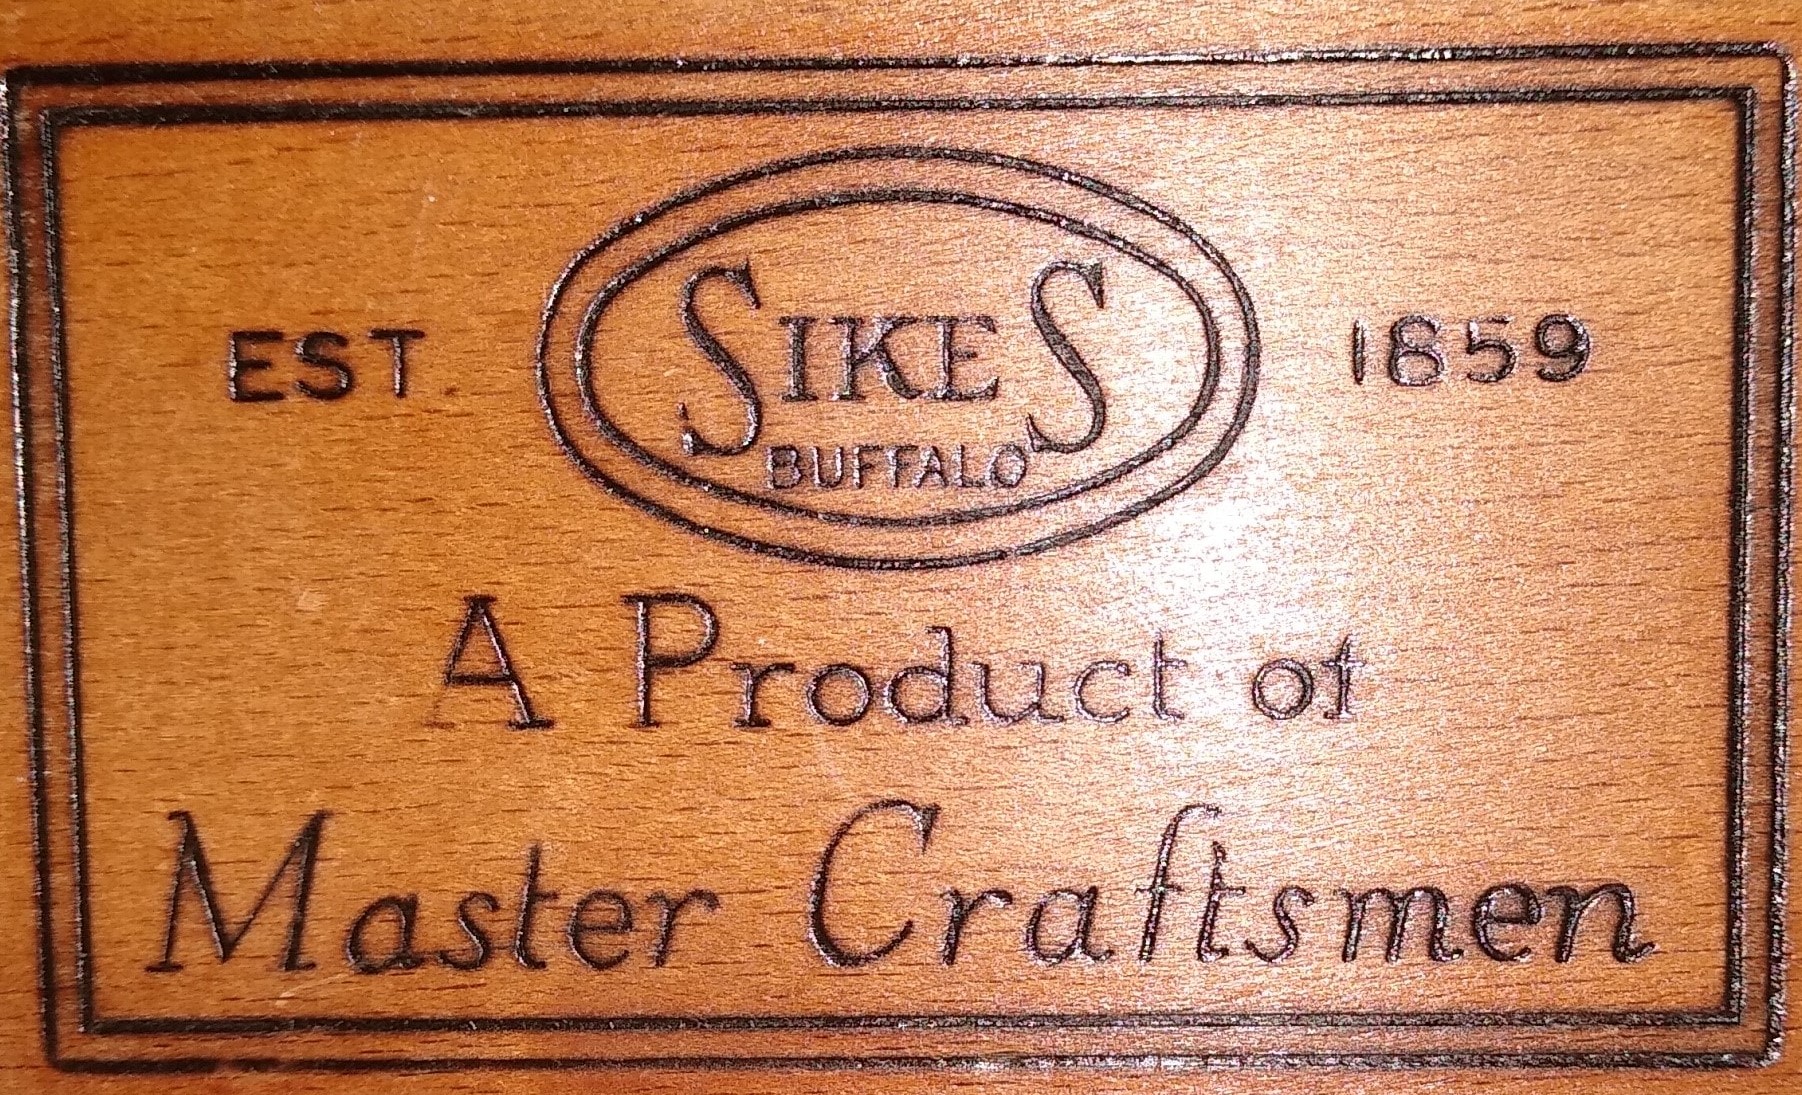 EST. SIKES 1859
BUFFALO
A Product of
Master Craftsmen